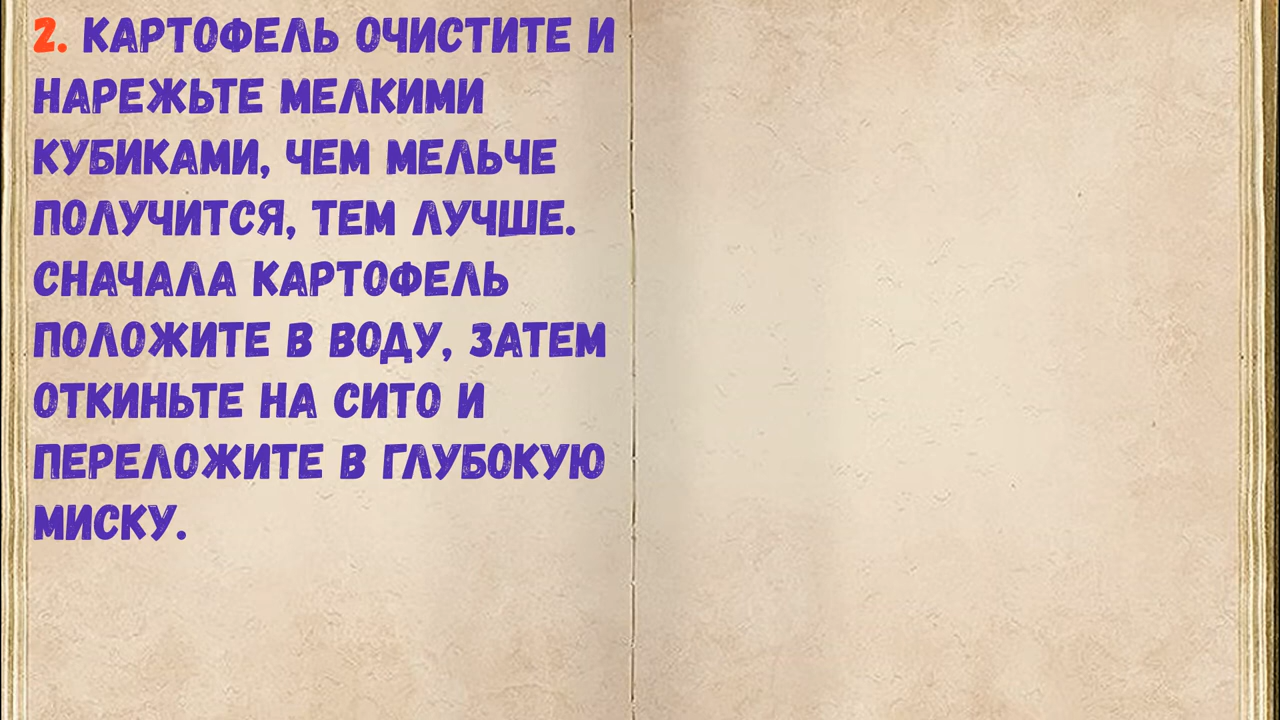 2. КАРТОФЕЛЬ ОЧИСТИТЕ И
НАРЕЖЬТЕ МЕЛКИМИ
КУБИКАМИ, ЧЕМ МЕЛЬЧЕ
ПОЛУЧИТСЯ, ТЕМ ЛУЧШЕ.
СНАЧАЛА КАРТОФЕЛЬ
ПОЛОЖИТЕ В ВОДУ, ЗАТЕМ
ОТКИНЬТЕ НА СИТО И
ПЕРЕЛОЖИТЕ В ГЛУБОКУЮ
МИСКУ.